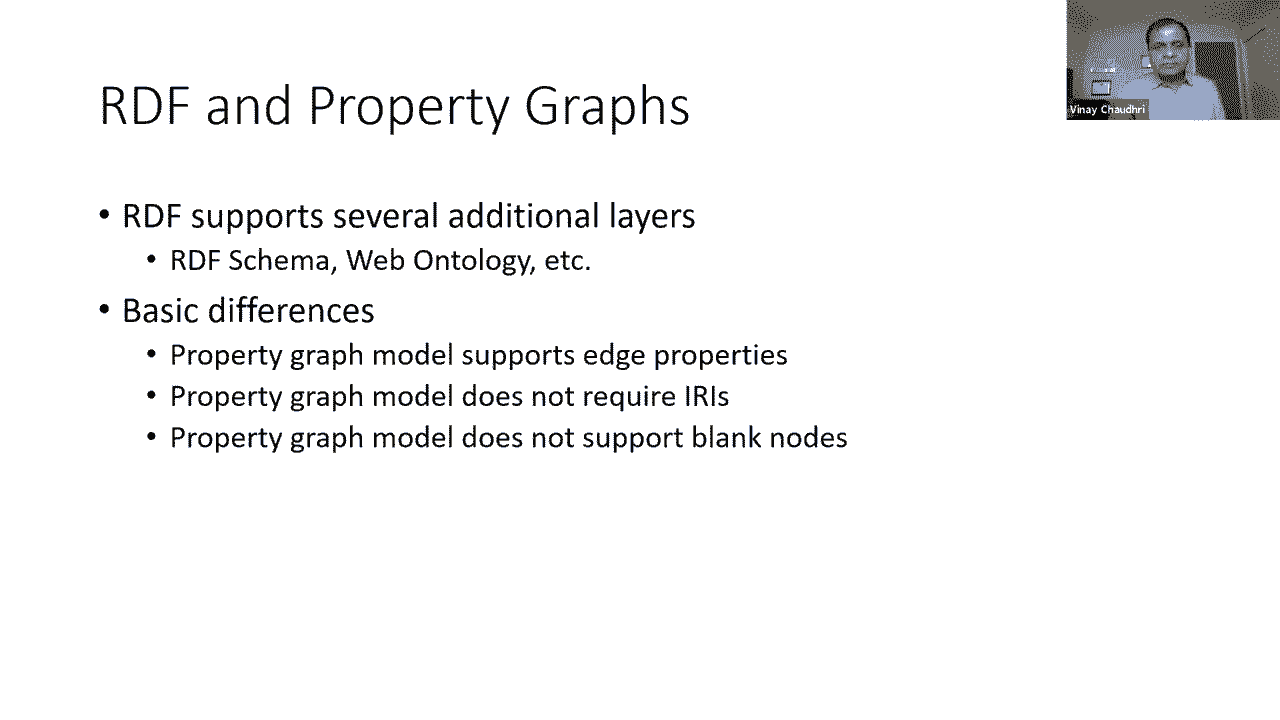 RDF and Property Graphs
Vinay Chaudhri
• RDF supports several additional layers
• RDF Schema, Web Ontology, etc.
• Basic differences
• Property graph model supports edge properties
• Property graph model does not require IRIs
• Property graph model does not support blank nodes